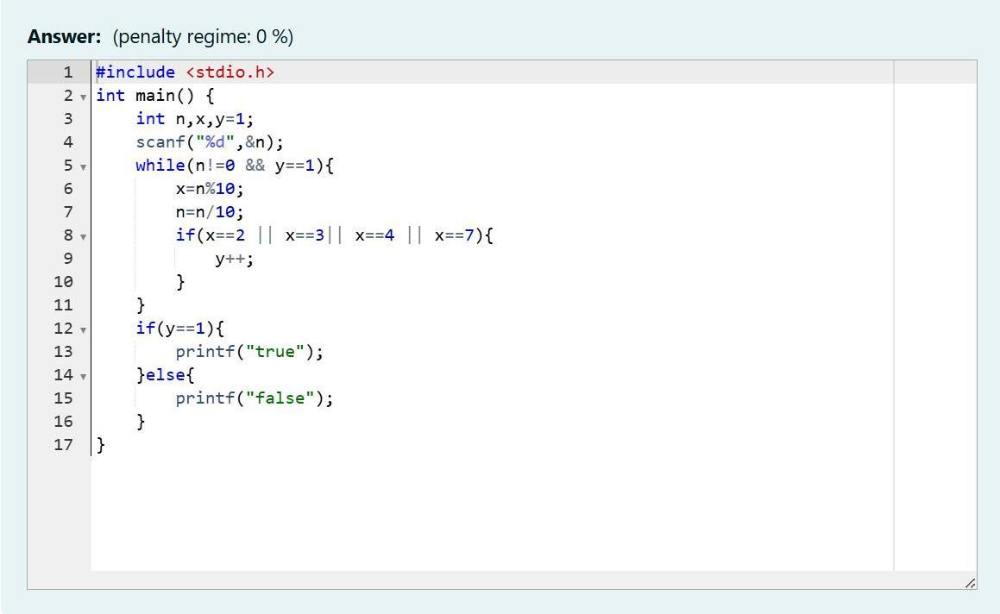 Answer: (penalty regime: 0 %)
1 #include <stdio.h>
2 int main() {
3     int n,x,y=1;
4     scanf("%d",&n);
5     while(n!=0 && y==1){
6         x=n%10;
7         n=n/10;
8         if(x==2 || x==3|| x==4 || x==7){
9             y++;
10         }
11     }
12     if(y==1){
13         printf("true");
14     }else{
15         printf("false");
16     }
17 }